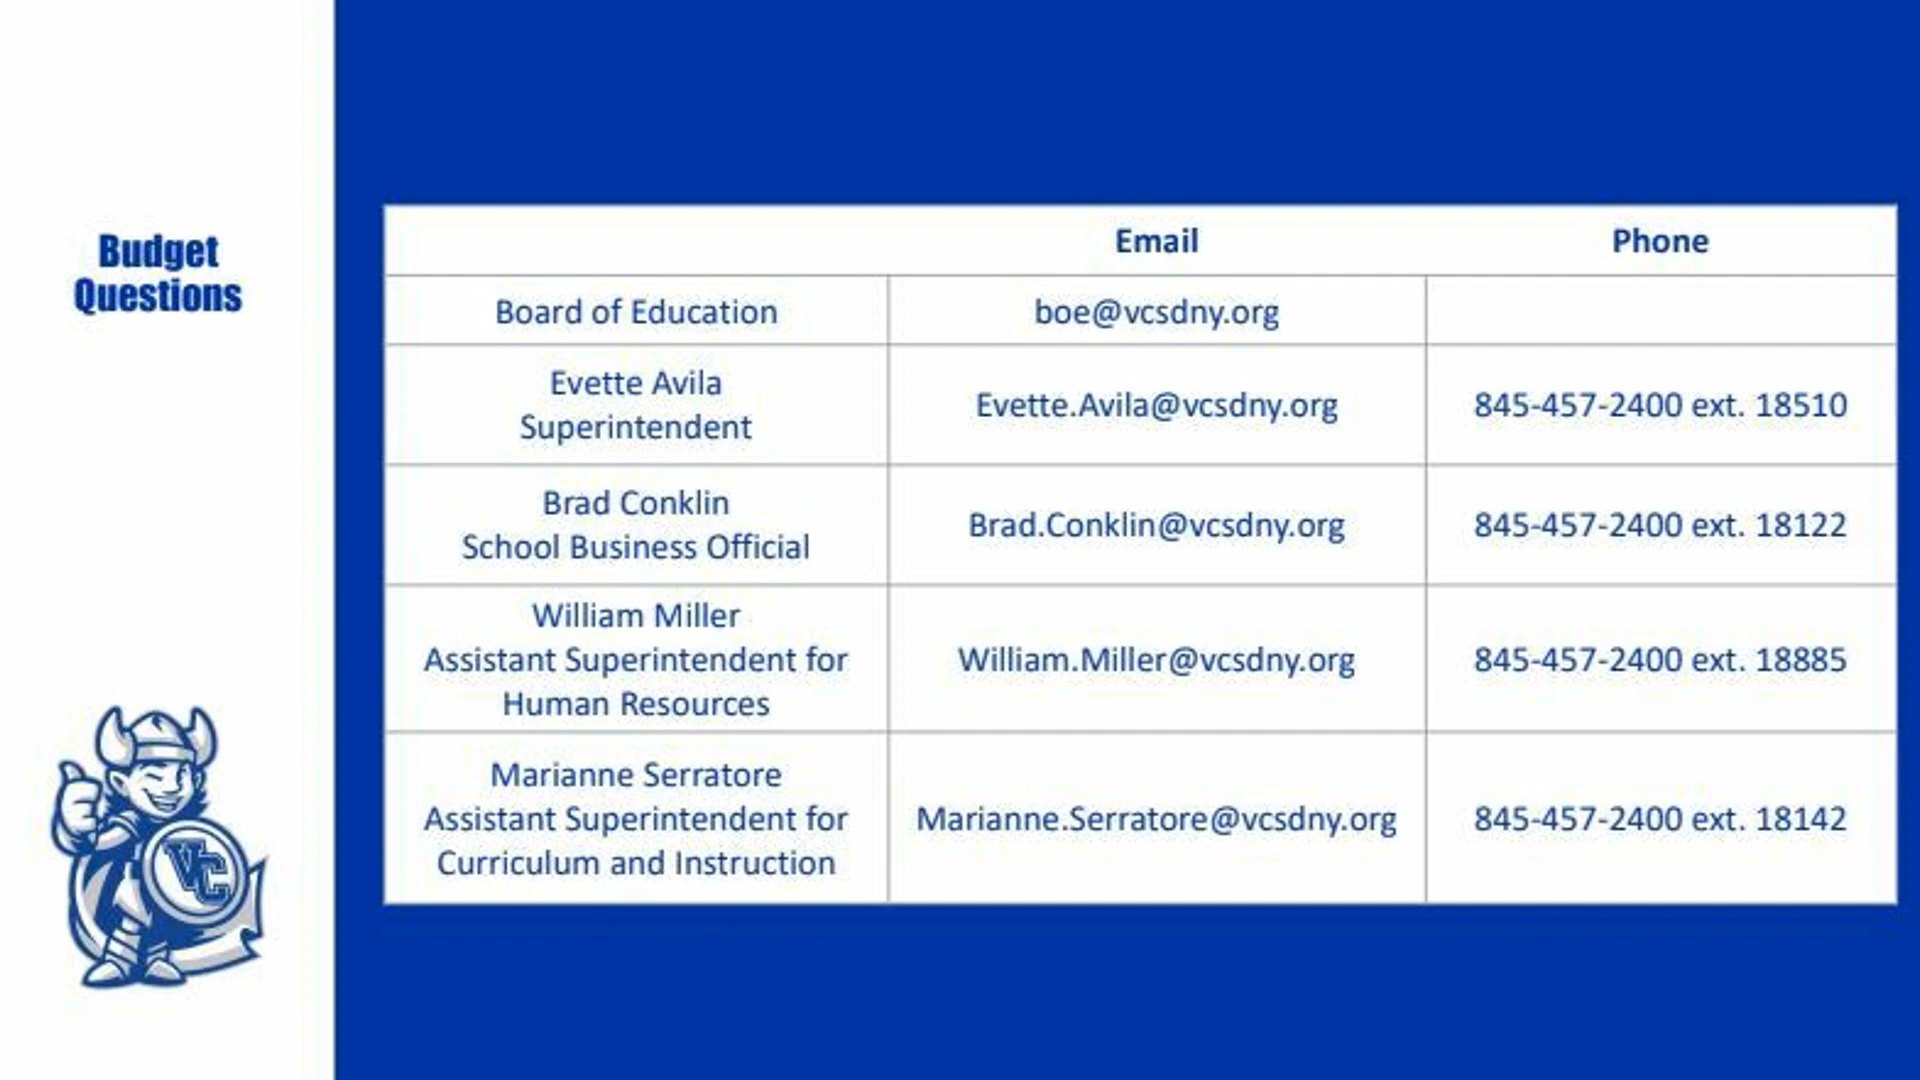 Budget
Questions
Email Phone
Board of Education boe@vcsdny.org
Evette Avila
Superintendent
Evette.Avila@vcsdny.org 845-457-2400 ext. 18510
Brad Conklin
School Business Official
Brad.Conklin@vcsdny.org 845-457-2400 ext. 18122
William Miller
Assistant Superintendent for
Human Resources
William.Miller@vcsdny.org 845-457-2400 ext. 18885
Marianne Serratore
Assistant Superintendent for
Curriculum and Instruction
Marianne.Serratore@vcsdny.org 845-457-2400 ext. 18142
VC